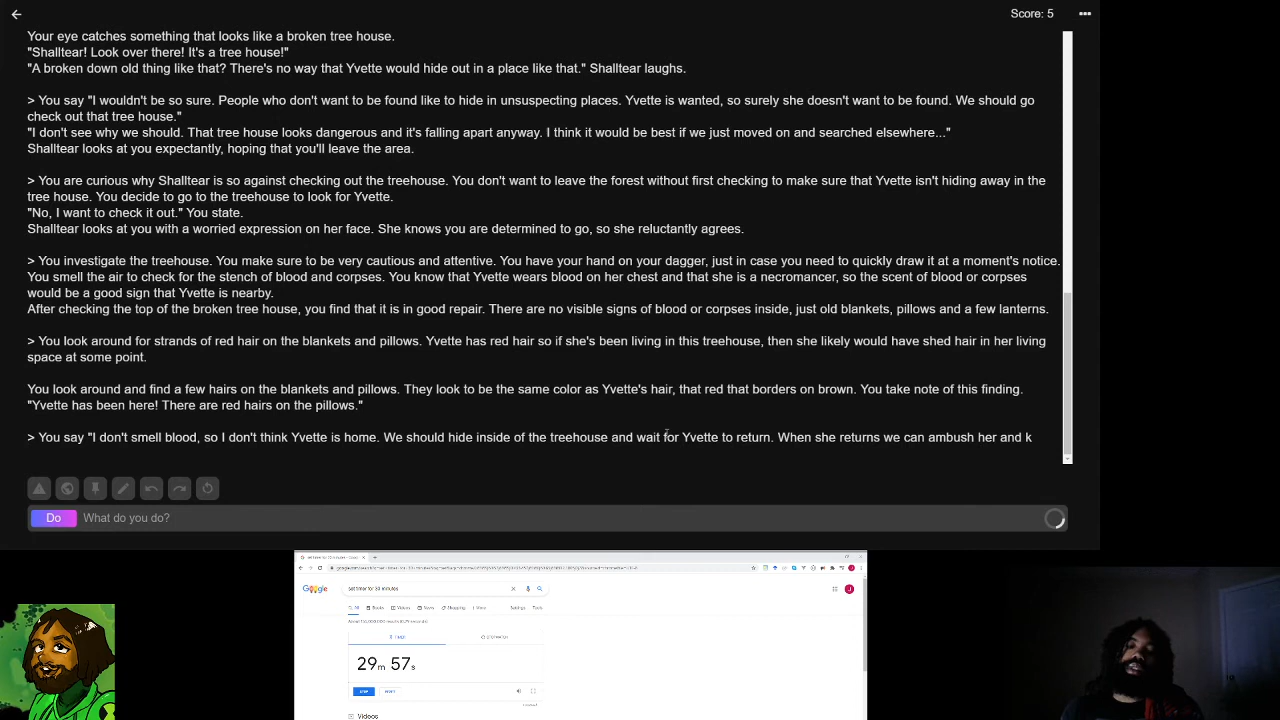 Score: 5
Your eye catches something that looks like a broken tree house.
"Shalltear! Look over there! It's a tree house!"
"A broken down old thing like that? There's no way that Yvette would hide out in a place like that." Shalltear laughs.
> You say "I wouldn't be so sure. People who don't want to be found like to hide in unsuspecting places. Yvette is wanted, so surely she doesn't want to be found. We should go
check out that tree house."
"I don't see why we should. That tree house looks dangerous and it's falling apart anyway. I think it would be best if we just moved on and searched elsewhere..."
Shalltear looks at you expectantly, hoping that you'll leave the area.
> You are curious why Shalltear is so against checking out the treehouse. You don't want to leave the forest without first checking to make sure that Yvette isn't hiding away in the
tree house. You decide to go to the treehouse to look for Yvette.
"No, I want to check it out." You state.
Shalltear looks at you with a worried expression on her face. She knows you are determined to go, so she reluctantly agrees.
> You investigate the treehouse. You make sure to be very cautious and attentive. You have your hand on your dagger, just in case you need to quickly draw it at a moment's notice.
You smell the air to check for the stench of blood and corpses. You know that Yvette wears blood on her chest and that she is a necromancer, so the scent of blood or corpses
would be a good sign that Yvette is nearby.
After checking the top of the broken tree house, you find that it is in good repair. There are no visible signs of blood or corpses inside, just old blankets, pillows and a few lanterns.
> You look around for strands of red hair on the blankets and pillows. Yvette has red hair so if she's been living in this treehouse, then she likely would have shed hair in her living
space at some point.
You look around and find a few hairs on the blankets and pillows. They look to be the same color as Yvette's hair, that red that borders on brown. You take note of this finding.
"Yvette has been here! There are red hairs on the pillows."
> You say "I don't smell blood, so I don't think Yvette is home. We should hide inside of the treehouse and wait for Yvette to return. When she returns we can ambush her and k
Do What do you do?
Google
Settings Tools
TIMER STOPWATCH
29m 57s
STOP RESET
Videos